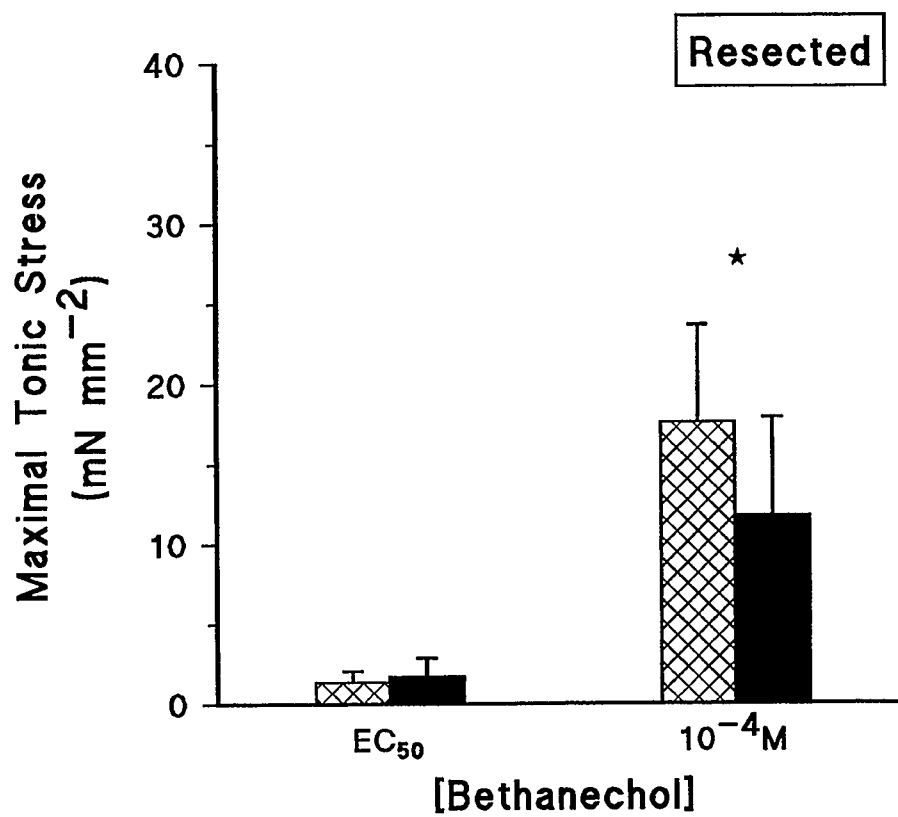 Resected
Maximal Tonic Stress
(mN mm⁻²)
40
30
20
10
0
★
EC₅₀
10⁻⁴M
[Bethanechol]